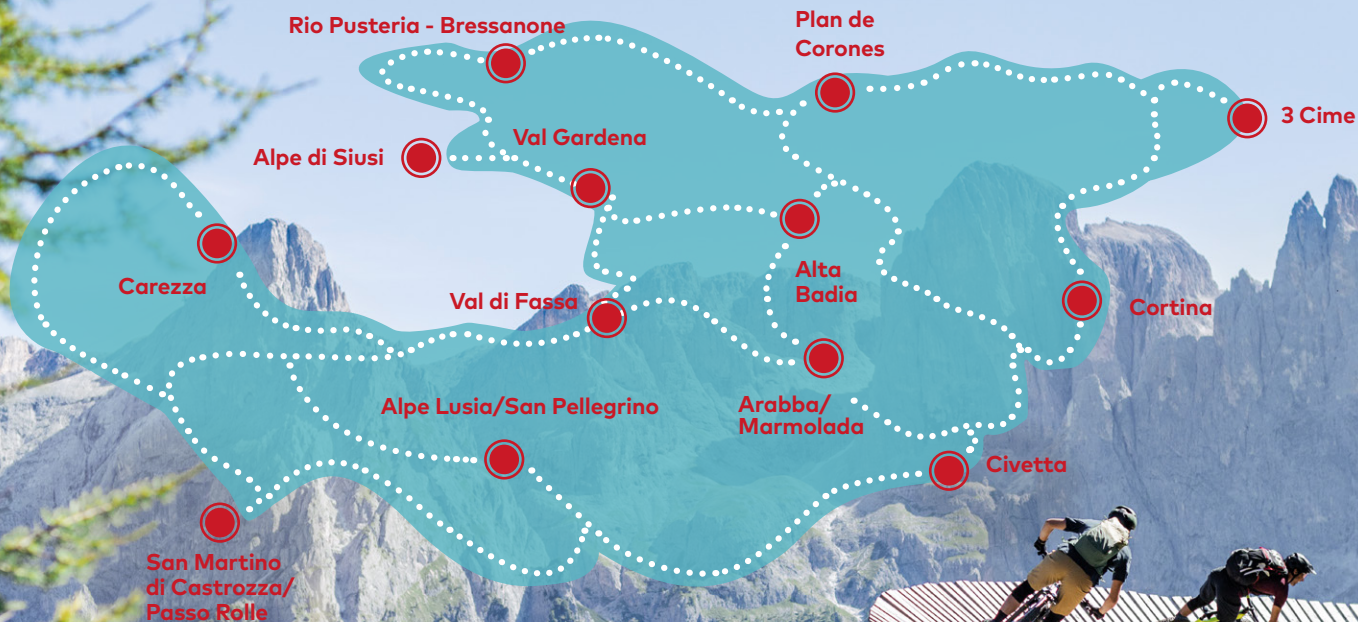 Rio Pusteria - Bressanone
Plan de
Corones
3 Cime
Val Gardena
Alpe di Siusi
Alta
Badia
Carezza
Val di Fassa
Cortina
Alpe Lusia/San Pellegrino
Arabba/
Marmolada
Civetta
San Martino
di Castrozza/
Passo Rolle